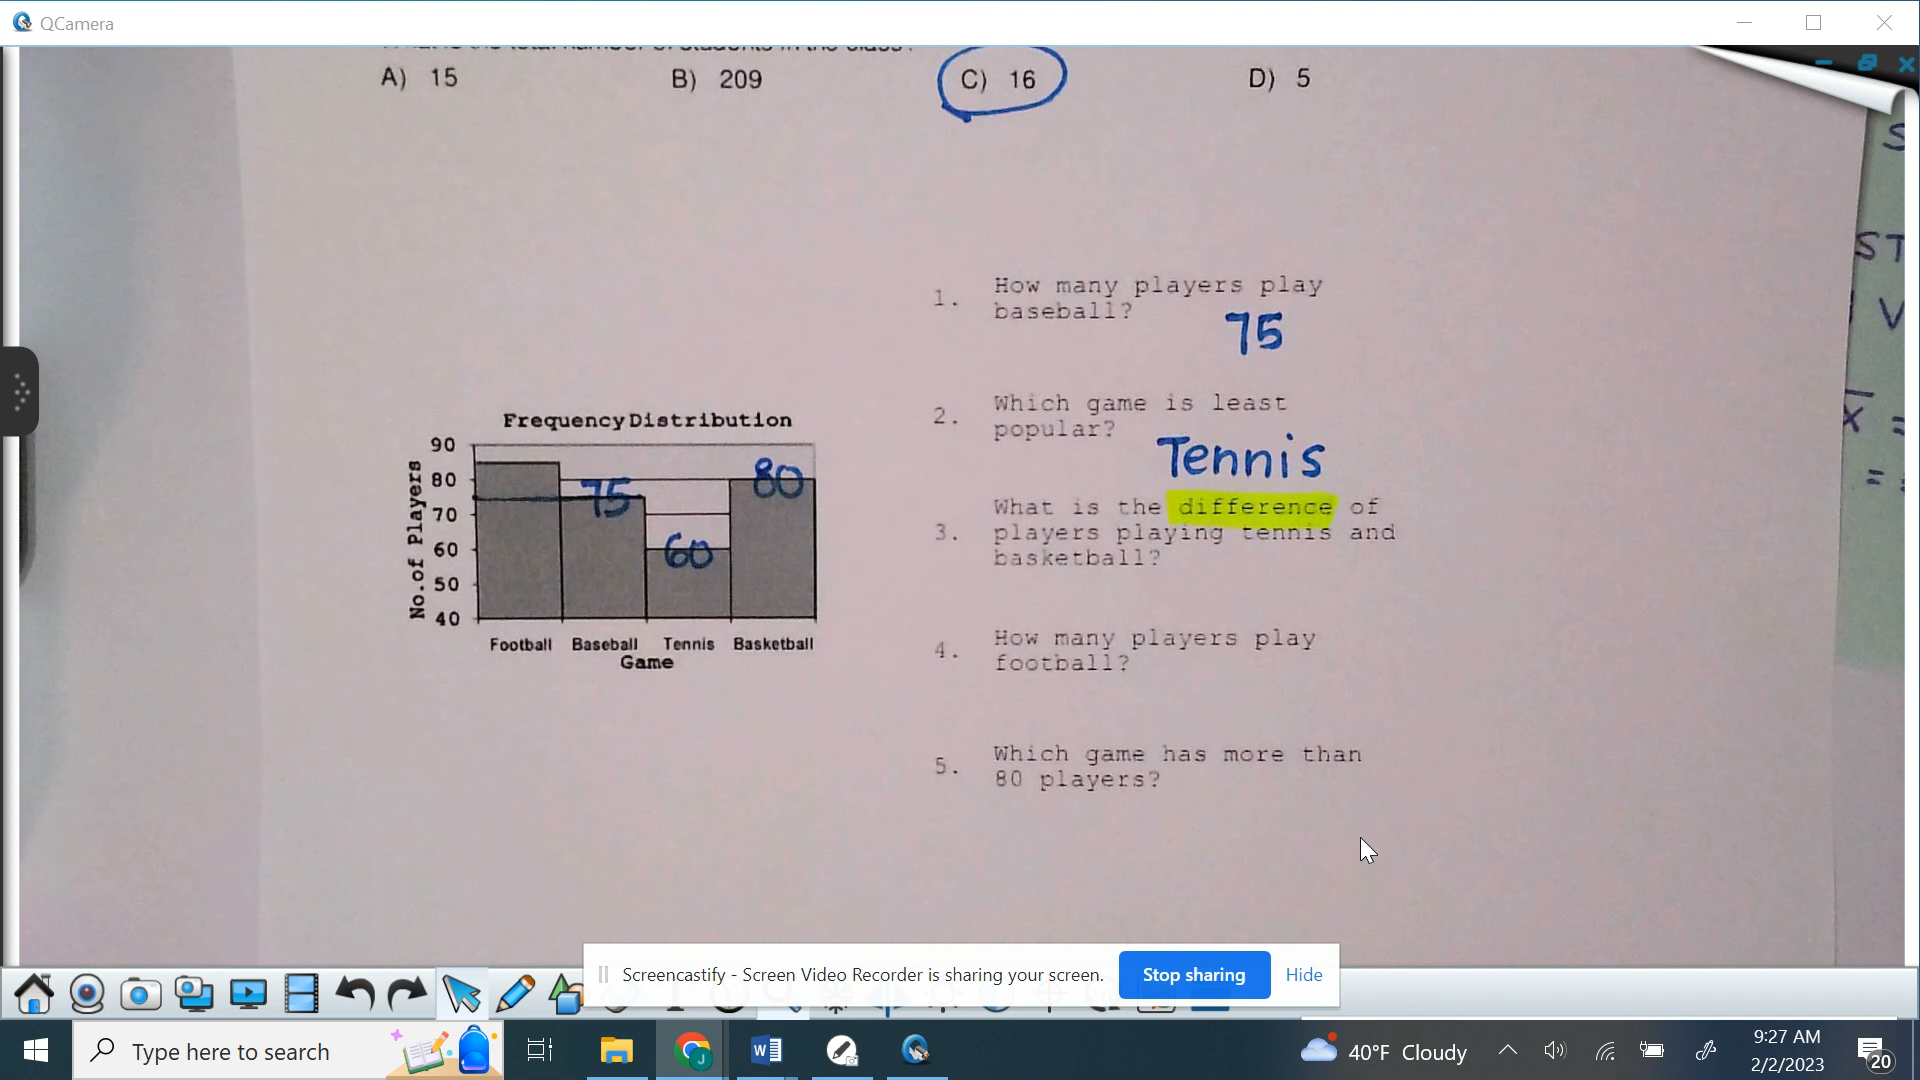 QCamera
A) 15 B) 209 C) 16 D) 5
1. How many players play
baseball?
75
2. Which game is least
popular?
Tennis
3. What is the difference of
players playing tennis and
basketball?
4. How many players play
football?
5. Which game has more than
80 players?
Frequency Distribution
No. of Players
90
80
70
60
50
40
75
60
80
Football Baseball Tennis Basketball
Game
Screencastify - Screen Video Recorder is sharing your screen. Stop sharing Hide
Type here to search
40°F Cloudy
9:27 AM
2/2/2023
20